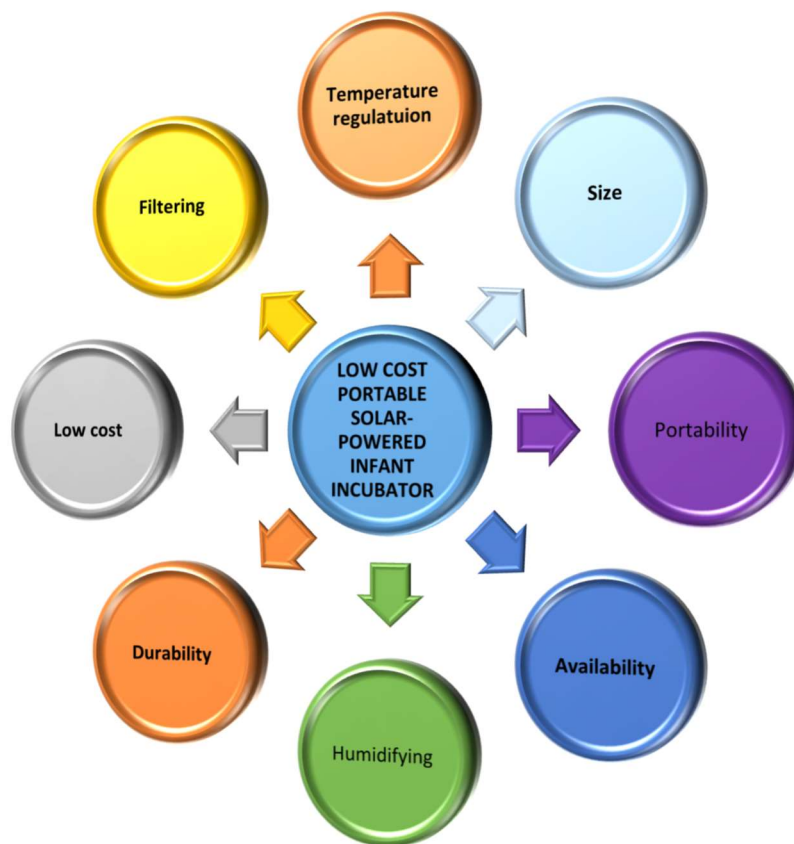 Temperature
regulatuion
Size
Filtering
LOW COST
PORTABLE
SOLAR-
POWERED
INFANT
INCUBATOR
Low cost
Portability
Durability
Availability
Humidifying